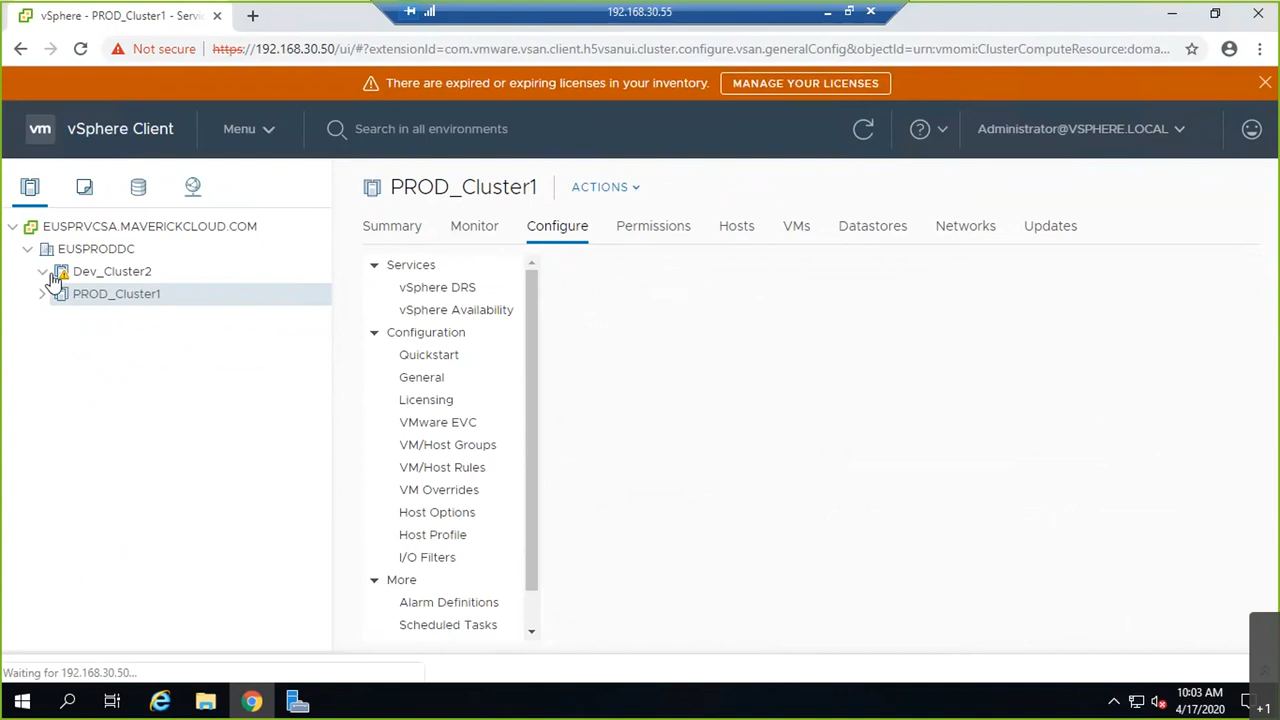 vSphere - PROD_Cluster1 - Servi
192.168.30.55
Not secure
https://192.168.30.50/ui/#?extensionId=com.vmware.vsan.client.h5vsanui.cluster.configure.vsan.generalConfig&objectId=urn:vmomi:ClusterComputeResource:doma...
There are expired or expiring licenses in your inventory.
MANAGE YOUR LICENSES
vm
vSphere Client
Menu
Search in all environments
Administrator@VSPHERE.LOCAL
EUSPRVCSA.MAVERICKCLOUD.COM
EUSPRODDC
Dev_Cluster2
PROD_Cluster1
PROD_Cluster1
ACTIONS
Summary
Monitor
Configure
Permissions
Hosts
VMs
Datastores
Networks
Updates
Services
vSphere DRS
vSphere Availability
Configuration
Quickstart
General
Licensing
VMware EVC
VM/Host Groups
VM/Host Rules
VM Overrides
Host Options
Host Profile
I/O Filters
More
Alarm Definitions
Scheduled Tasks
Waiting for 192.168.30.50...
10:03 AM
4/17/2020
+1